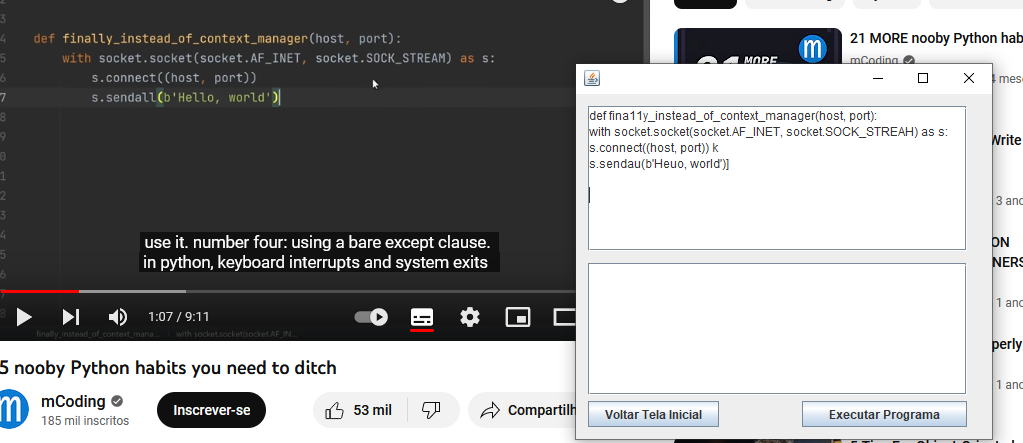 def finally_instead_of_context_manager(host, port):
with socket.socket(socket.AF_INET, socket.SOCK_STREAM) as s:
s.connect((host, port))
s.sendall(b'Hello, world')
use it. number four: using a bare except clause.
in python, keyboard interrupts and system exits
1:07 / 9:11
finally_instead_of_context_mana... with socket.socket(socket.AF_IN...
5 nooby Python habits you need to ditch
mCoding
185 mil inscritos
Inscrever-se
53 mil
Compartilh
21 MORE nooby Python hab
mCoding
MORE
4 mese
def fina11y_instead_of_context_manager(host, port):
with socket.socket(socket.AF_INET, socket.SOCK_STREAH) as s:
s.connect((host, port)) k
s.sendau(b'Heuo, world')]
Voltar Tela Inicial
Executar Programa
Write
3 ano
ON
NERS
1 ano
perly
1 ano